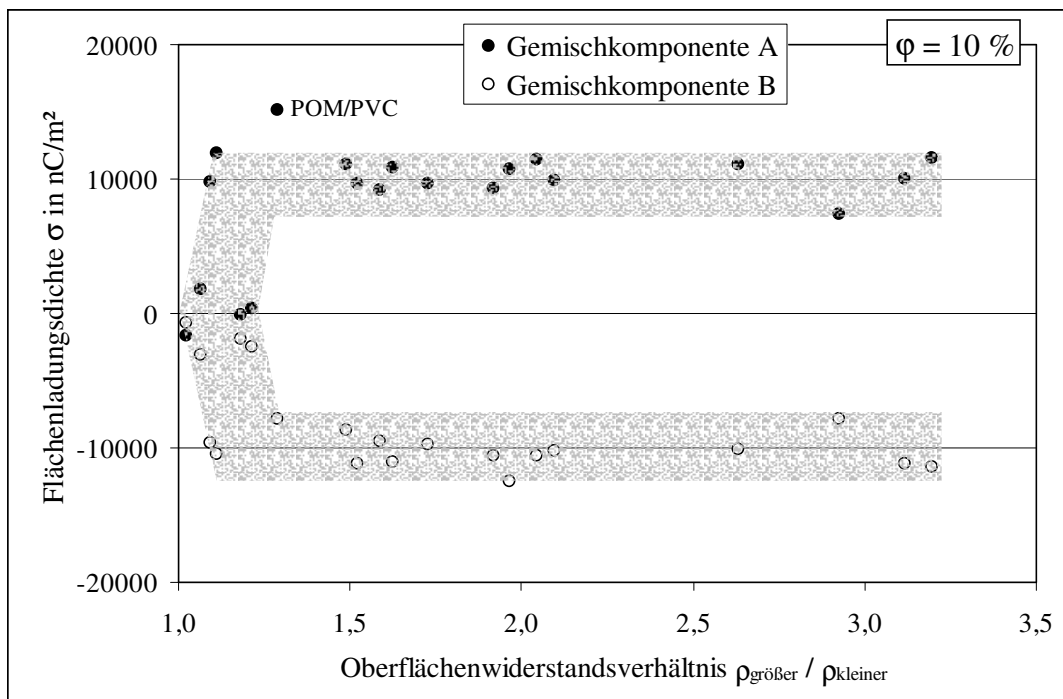 20000
10000
0
-10000
-20000
Flächenladungsdichte σ in nC/m²
Gemischkomponente A
Gemischkomponente B
φ = 10 %
POM/PVC
1,0
1,5
2,0
2,5
3,0
3,5
Oberflächenwiderstandsverhältnis ρgrößer / ρkleiner